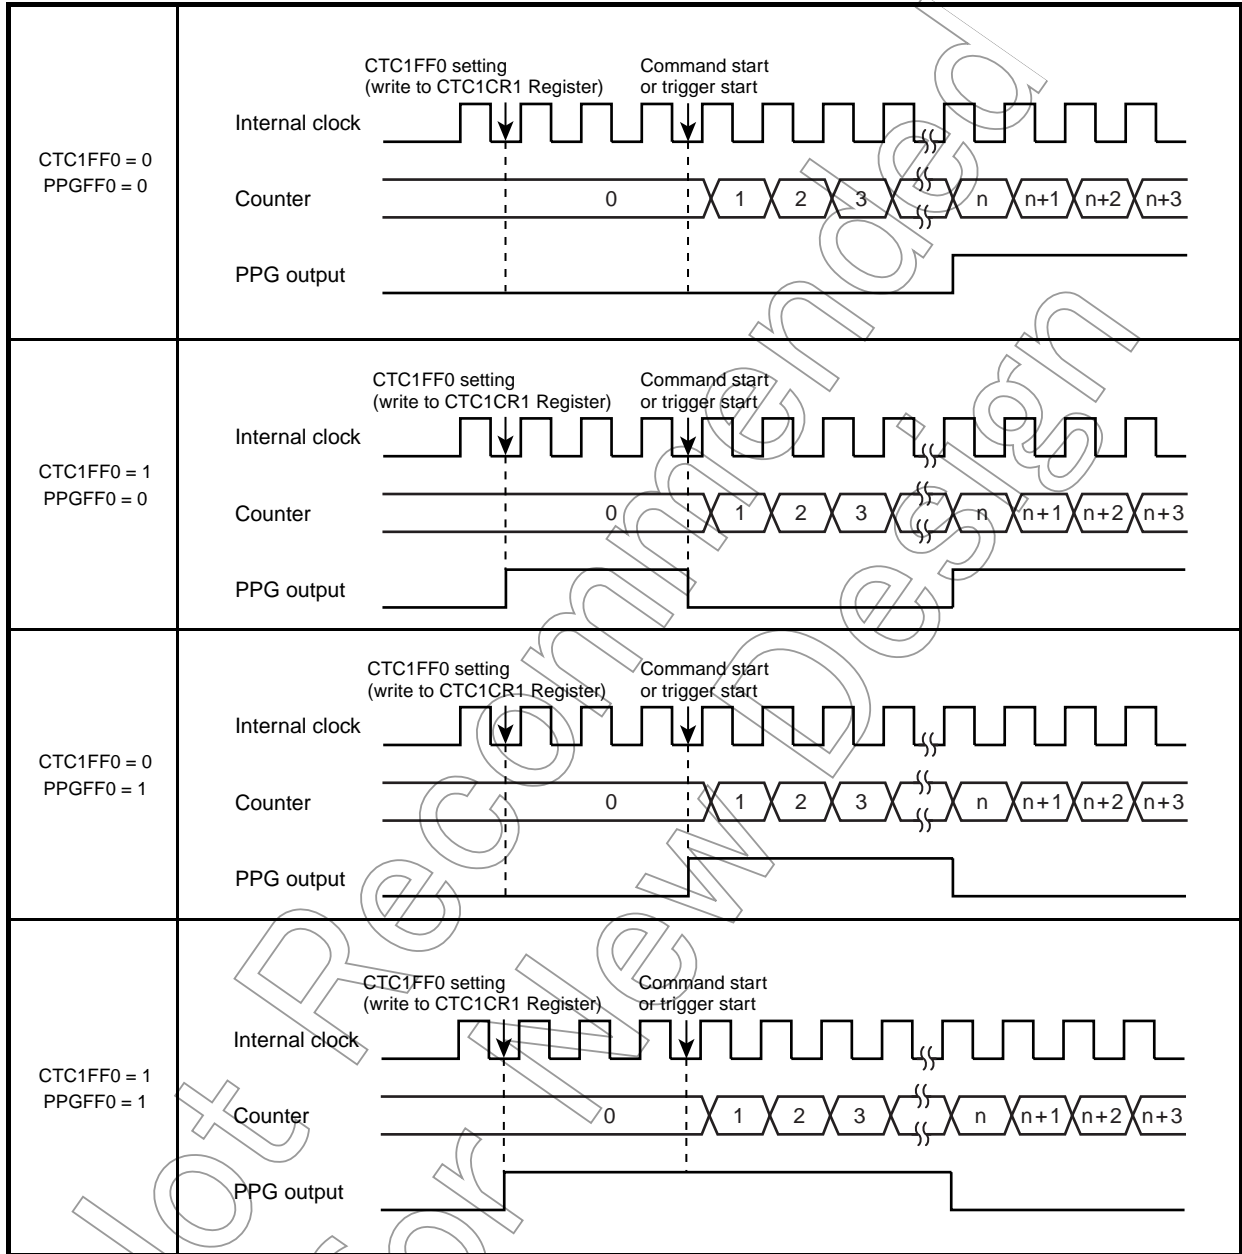 CTC1FF0 = 0
PPGFF0 = 0
CTC1FF0 setting
(write to CTC1CR1 Register)
Command start
or trigger start
Internal clock
Counter
0 1 2 3 n n+1 n+2 n+3
PPG output
CTC1FF0 = 1
PPGFF0 = 0
CTC1FF0 setting
(write to CTC1CR1 Register)
Command start
or trigger start
Internal clock
Counter
0 1 2 3 n n+1 n+2 n+3
PPG output
CTC1FF0 = 0
PPGFF0 = 1
CTC1FF0 setting
(write to CTC1CR1 Register)
Command start
or trigger start
Internal clock
Counter
0 1 2 3 n n+1 n+2 n+3
PPG output
CTC1FF0 = 1
PPGFF0 = 1
CTC1FF0 setting
(write to CTC1CR1 Register)
Command start
or trigger start
Internal clock
Counter
0 1 2 3 n n+1 n+2 n+3
PPG output
Recommended
New Design